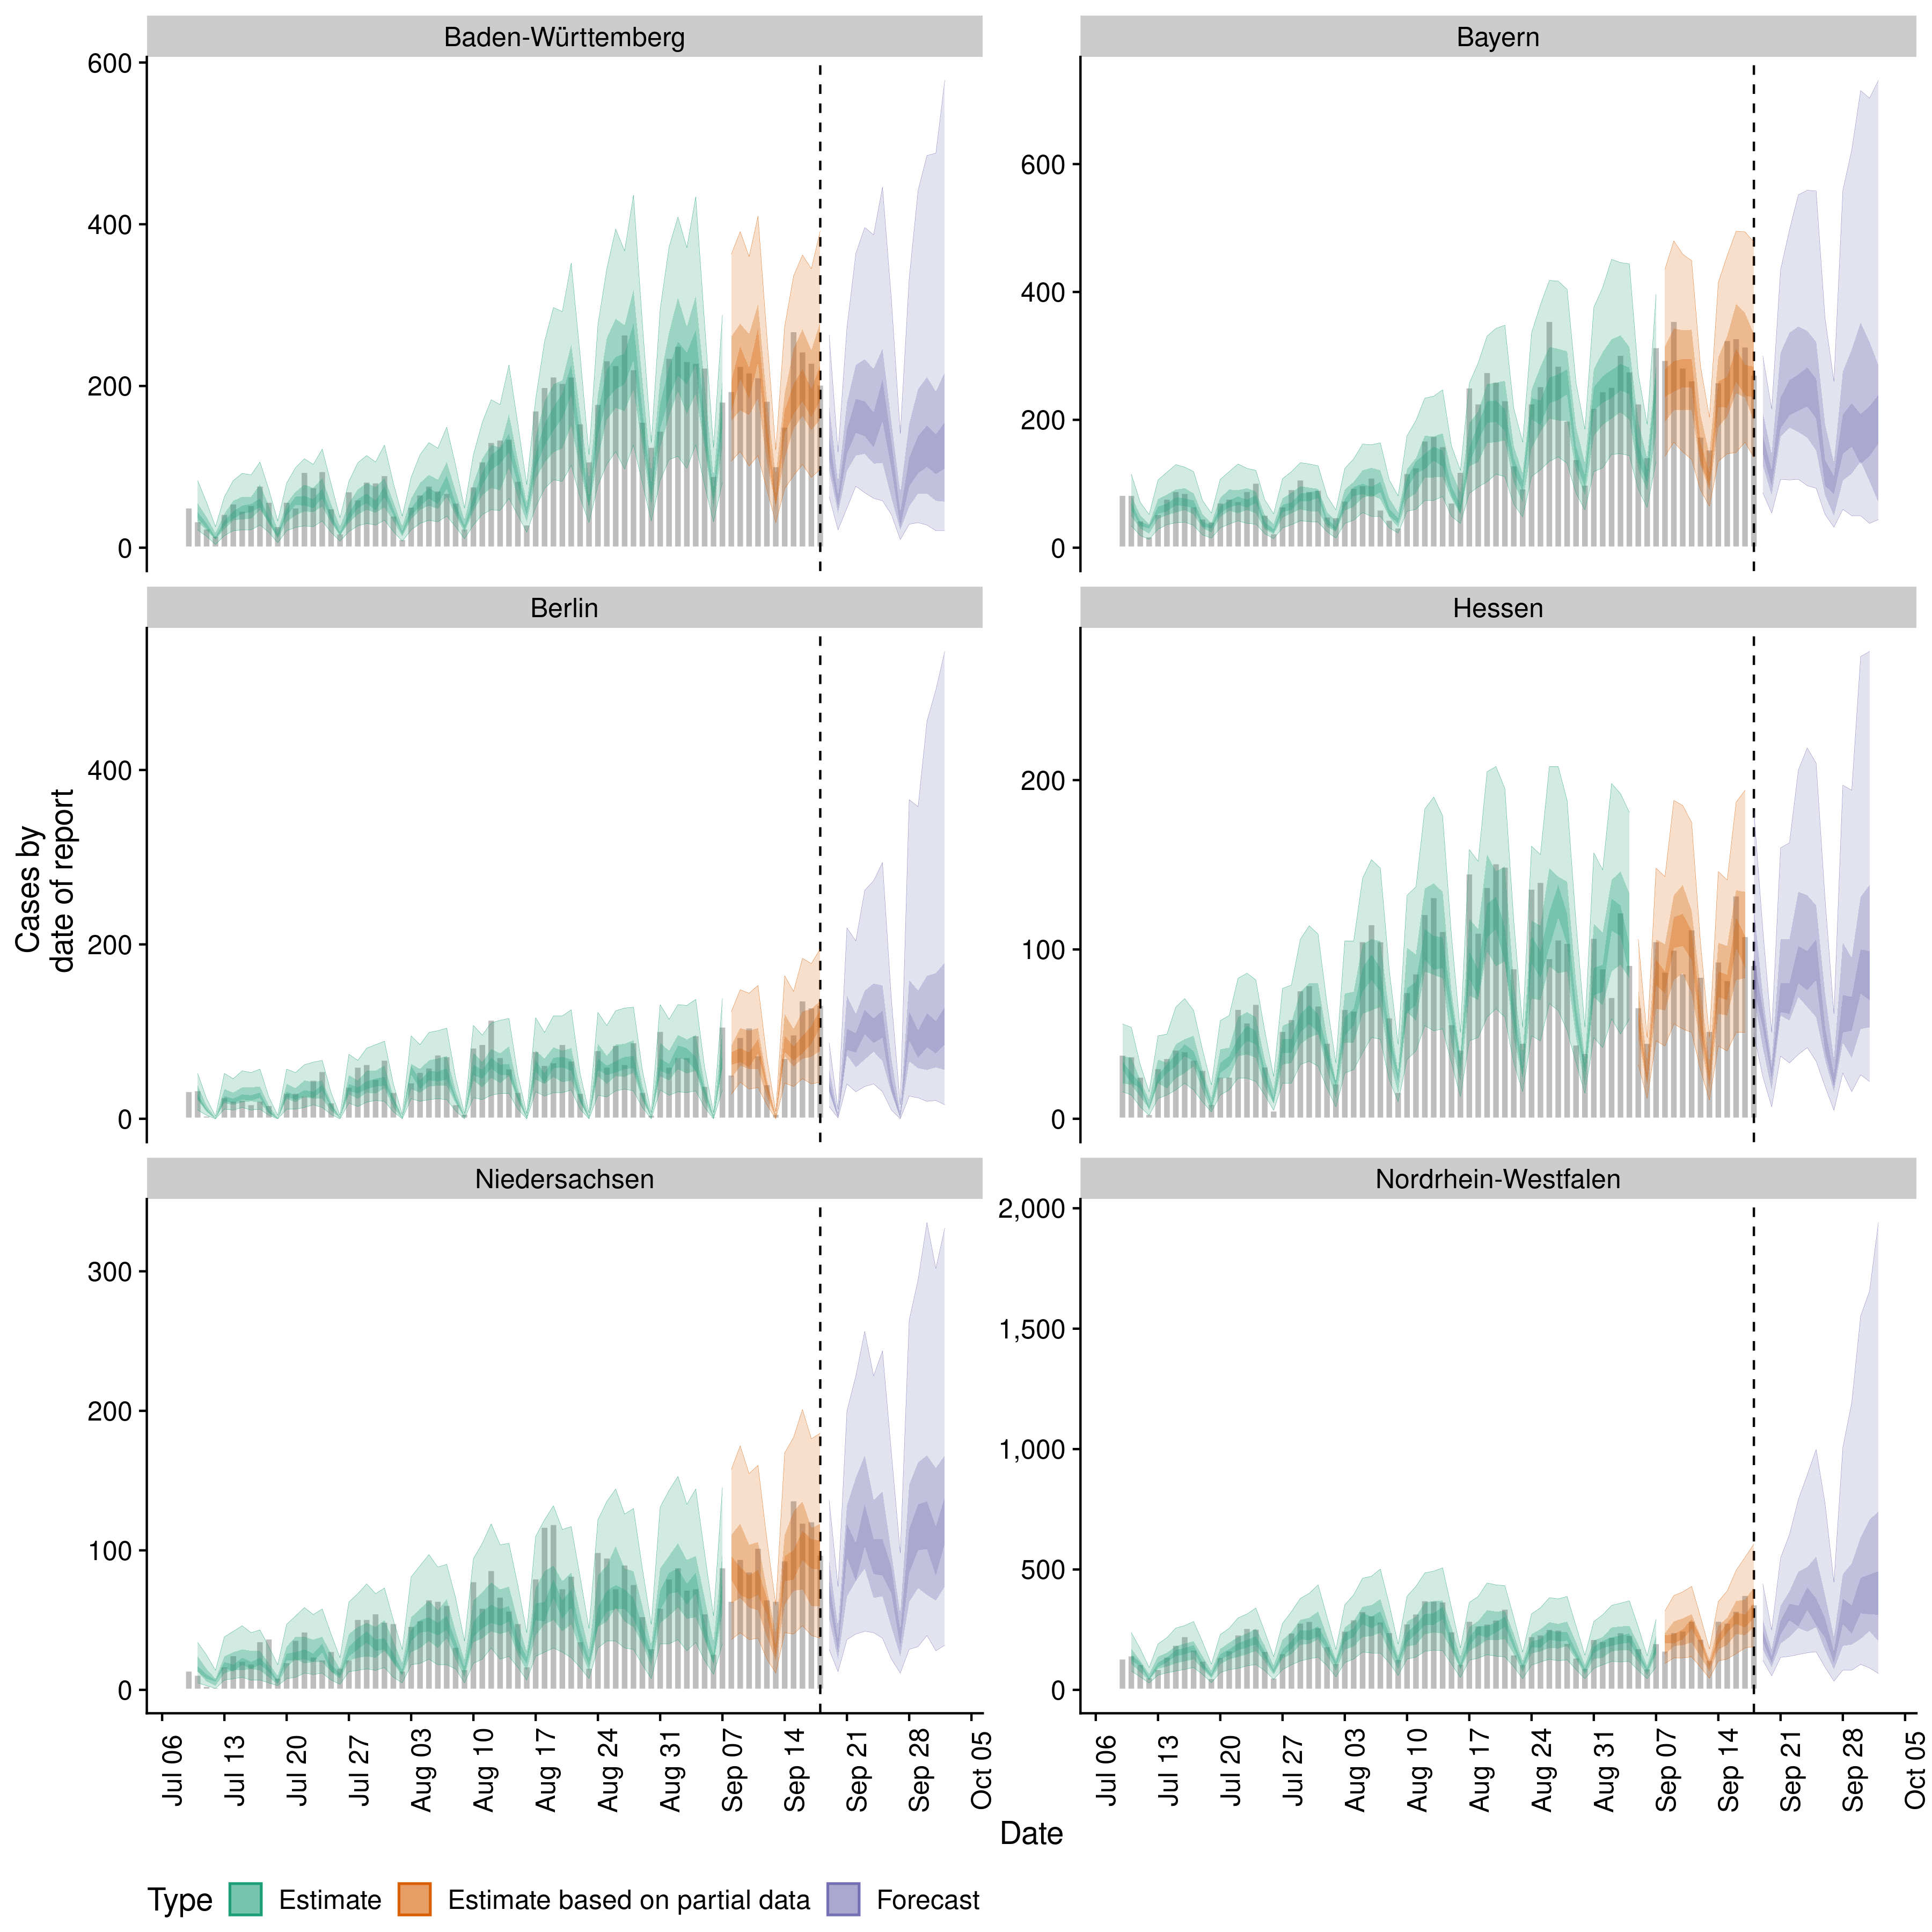 Baden-Württemberg
Bayern
600
400
200
0
600
400
200
0
Berlin
Hessen
400
200
0
200
100
0
Cases by
date of report
Niedersachsen
Nordrhein-Westfalen
300
200
100
0
2,000
1,500
1,000
500
0
Jul 06
Jul 13
Jul 20
Jul 27
Aug 03
Aug 10
Aug 17
Aug 24
Aug 31
Sep 07
Sep 14
Sep 21
Sep 28
Oct 05
Jul 06
Jul 13
Jul 20
Jul 27
Aug 03
Aug 10
Aug 17
Aug 24
Aug 31
Sep 07
Sep 14
Sep 21
Sep 28
Oct 05
Date
Type Estimate Estimate based on partial data Forecast